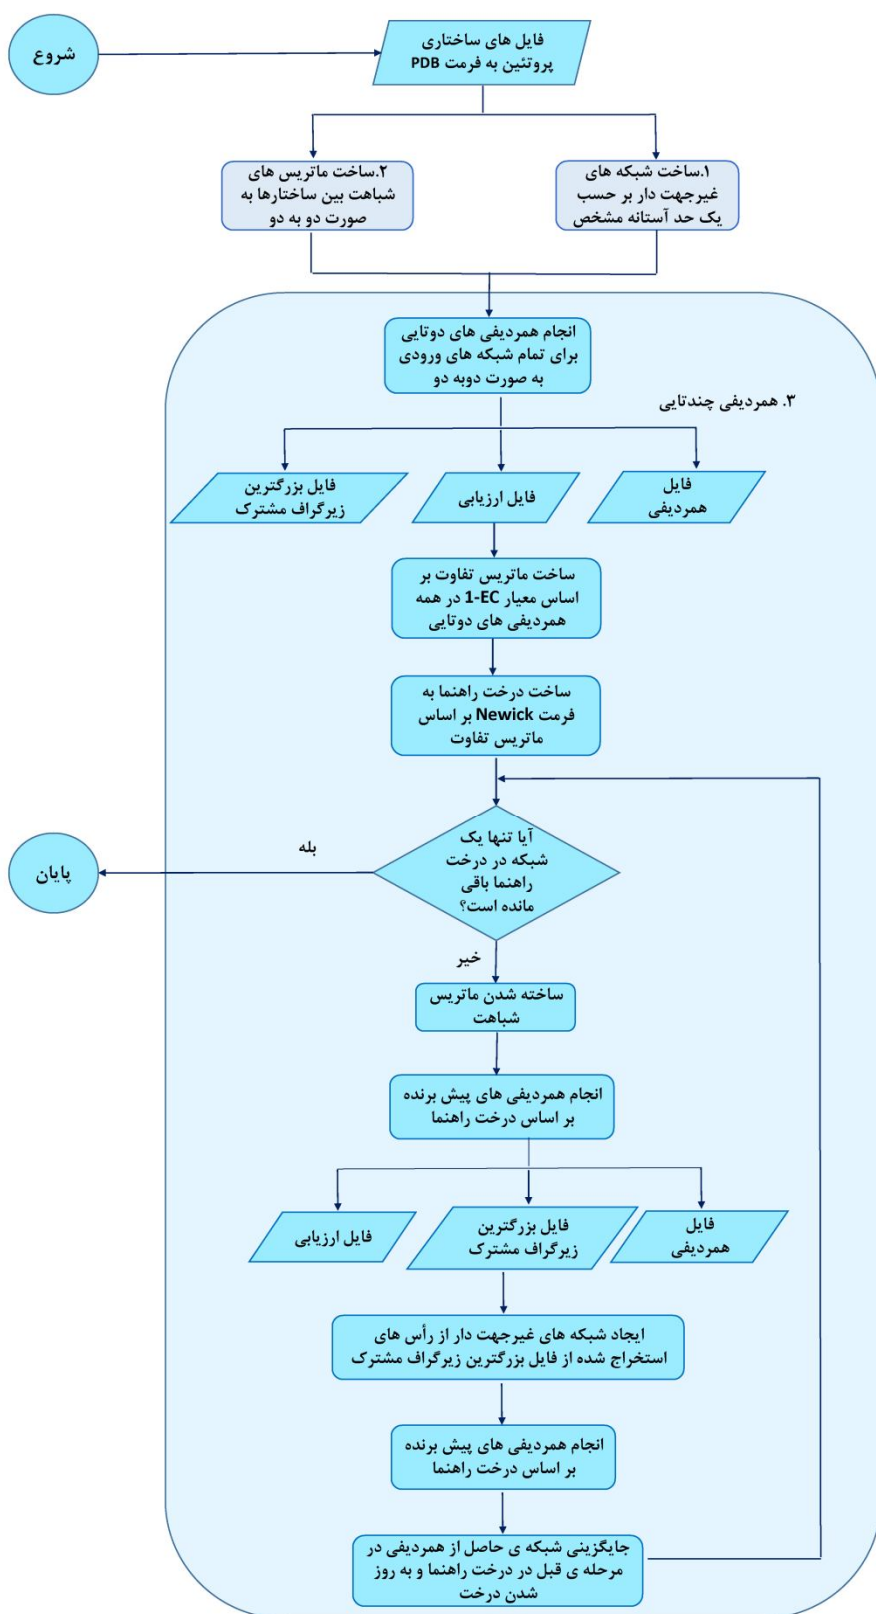 شروع
فایل های ساختاری
پروتئین به فرمت PDB
۱.ساخت شبکه های
غیرجهت دار بر حسب
یک حد آستانه مشخص
۲.ساخت ماتریس های
شباهت بین ساختارها به
صورت دو به دو
انجام همردیفی های دوتایی
برای تمام شبکه های ورودی
به صورت دوبه دو
۳. همردیفی چندتایی
فایل
همردیفی
فایل ارزیابی
فایل بزرگترین
زیرگراف مشترک
ساخت ماتریس تفاوت بر
اساس معیار 1-EC در همه
همردیفی های دوتایی
ساخت درخت راهنما به
فرمت Newick بر اساس
ماتریس تفاوت
آیا تنها یک
شبکه در درخت
راهنما باقی
مانده است؟
بله
پایان
خیر
ساخته شدن ماتریس
شباهت
انجام همردیفی های پیش برنده
بر اساس درخت راهنما
فایل
همردیفی
فایل بزرگترین
زیرگراف مشترک
فایل ارزیابی
ایجاد شبکه های غیرجهت دار از رأس های
استخراج شده از فایل بزرگترین زیرگراف مشترک
انجام همردیفی های پیش برنده
بر اساس درخت راهنما
جایگزینی شبکه ی حاصل از همردیفی در
مرحله ی قبل در درخت راهنما و به روز
شدن درخت